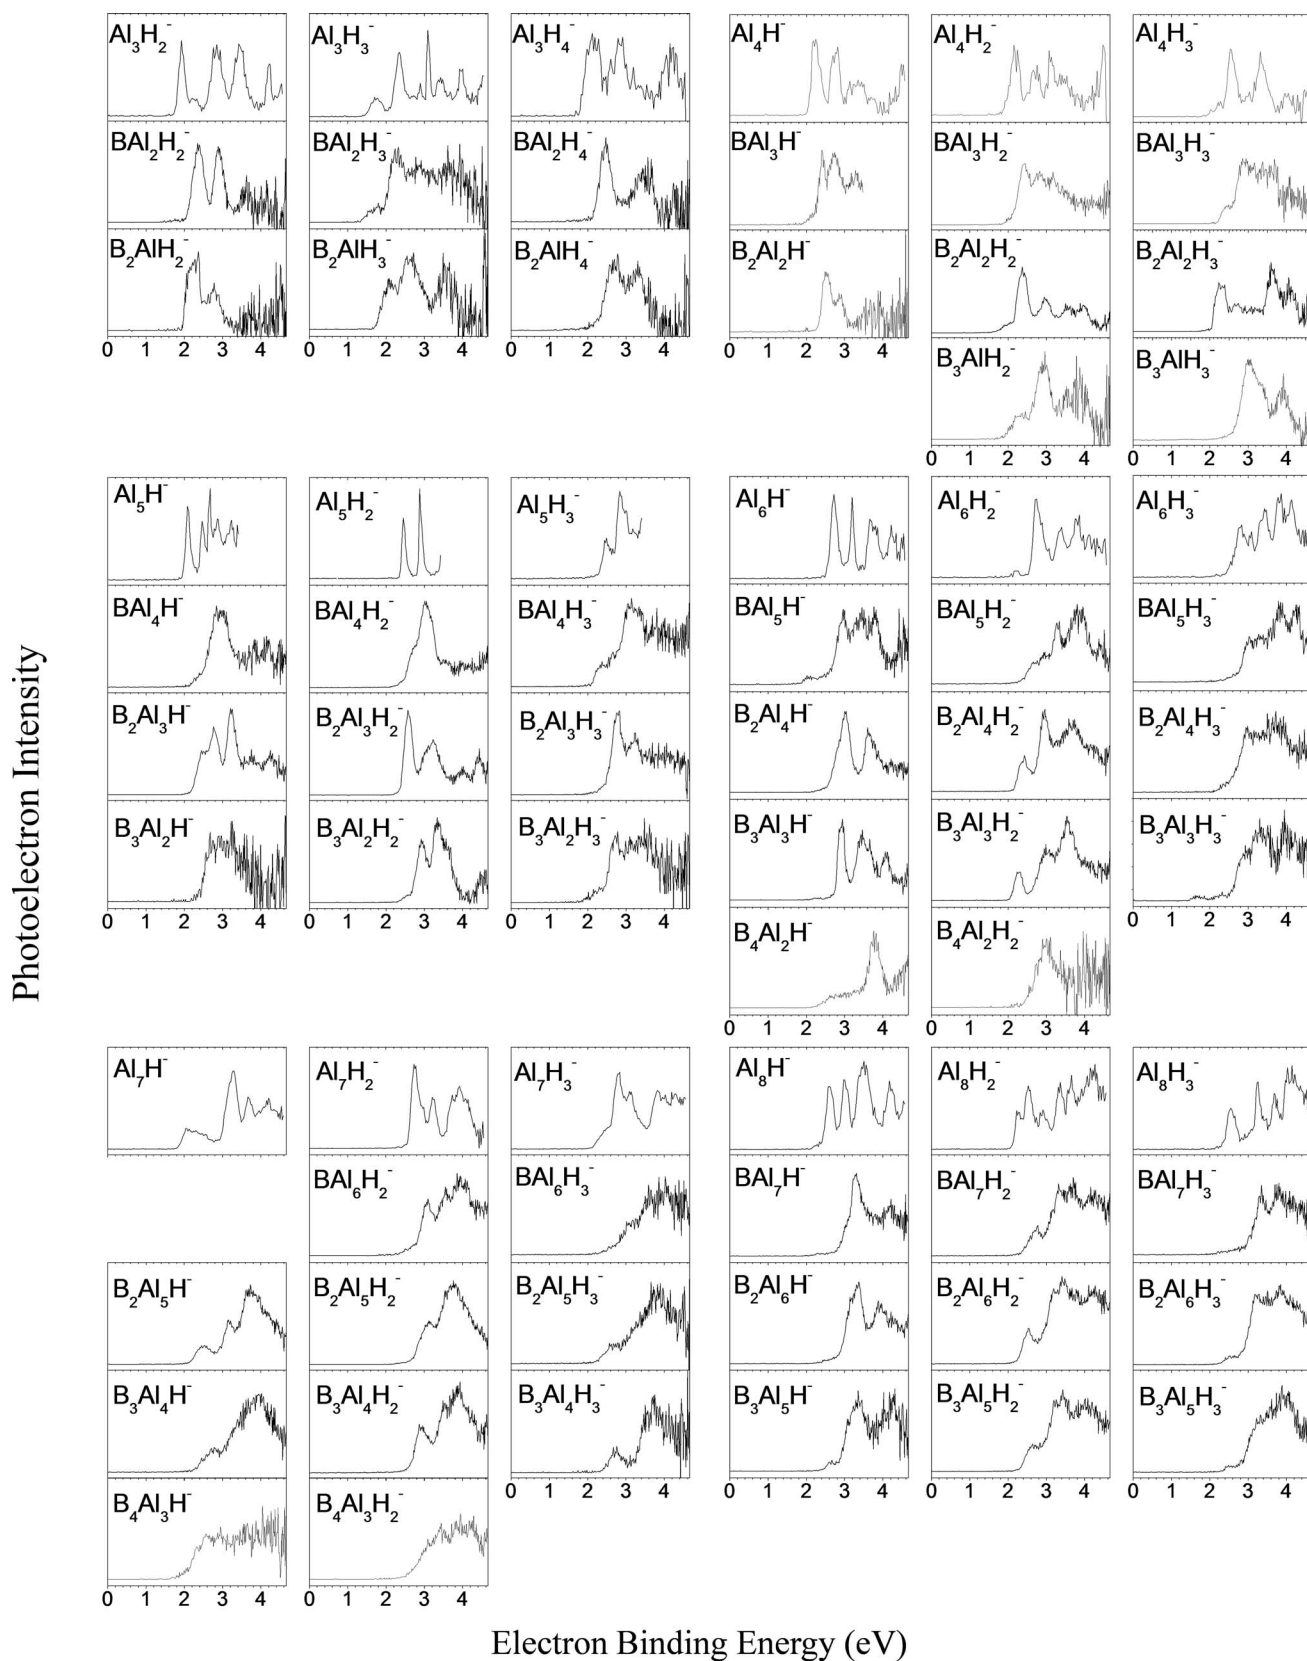 Al₃H₂⁻ Al₃H₃⁻ Al₃H₄⁻ Al₄H⁻ Al₄H₂⁻ Al₄H₃⁻
BAl₂H₂⁻ BAl₂H₃⁻ BAl₂H₄⁻ BAl₃H⁻ BAl₃H₂⁻ BAl₃H₃⁻
B₂AlH₂⁻ B₂AlH₃⁻ B₂AlH₄⁻ B₂Al₂H⁻ B₂Al₂H₂⁻ B₂Al₂H₃⁻
0 1 2 3 4 0 1 2 3 4 0 1 2 3 4 0 1 2 3 4
B₃AlH₂⁻ B₃AlH₃⁻
0 1 2 3 4 0 1 2 3 4
Al₅H⁻ Al₅H₂⁻ Al₅H₃⁻ Al₆H⁻ Al₆H₂⁻ Al₆H₃⁻
BAl₄H⁻ BAl₄H₂⁻ BAl₄H₃⁻ BAl₅H⁻ BAl₅H₂⁻ BAl₅H₃⁻
B₂Al₃H⁻ B₂Al₃H₂⁻ B₂Al₃H₃⁻ B₂Al₄H⁻ B₂Al₄H₂⁻ B₂Al₄H₃⁻
B₃Al₂H⁻ B₃Al₂H₂⁻ B₃Al₂H₃⁻ B₃Al₃H⁻ B₃Al₃H₂⁻ B₃Al₃H₃⁻
0 1 2 3 4 0 1 2 3 4 0 1 2 3 4 0 1 2 3 4
B₄Al₂H⁻ B₄Al₂H₂⁻
0 1 2 3 4 0 1 2 3 4
Al₇H⁻ Al₇H₂⁻ Al₇H₃⁻ Al₈H⁻ Al₈H₂⁻ Al₈H₃⁻
BAl₆H₂⁻ BAl₆H₃⁻ BAl₇H⁻ BAl₇H₂⁻ BAl₇H₃⁻
B₂Al₅H⁻ B₂Al₅H₂⁻ B₂Al₅H₃⁻ B₂Al₆H⁻ B₂Al₆H₂⁻ B₂Al₆H₃⁻
B₃Al₄H⁻ B₃Al₄H₂⁻ B₃Al₄H₃⁻ B₃Al₅H⁻ B₃Al₅H₂⁻ B₃Al₅H₃⁻
0 1 2 3 4 0 1 2 3 4 0 1 2 3 4 0 1 2 3 4
B₄Al₃H⁻ B₄Al₃H₂⁻
0 1 2 3 4 0 1 2 3 4
Photoelectron Intensity
Electron Binding Energy (eV)